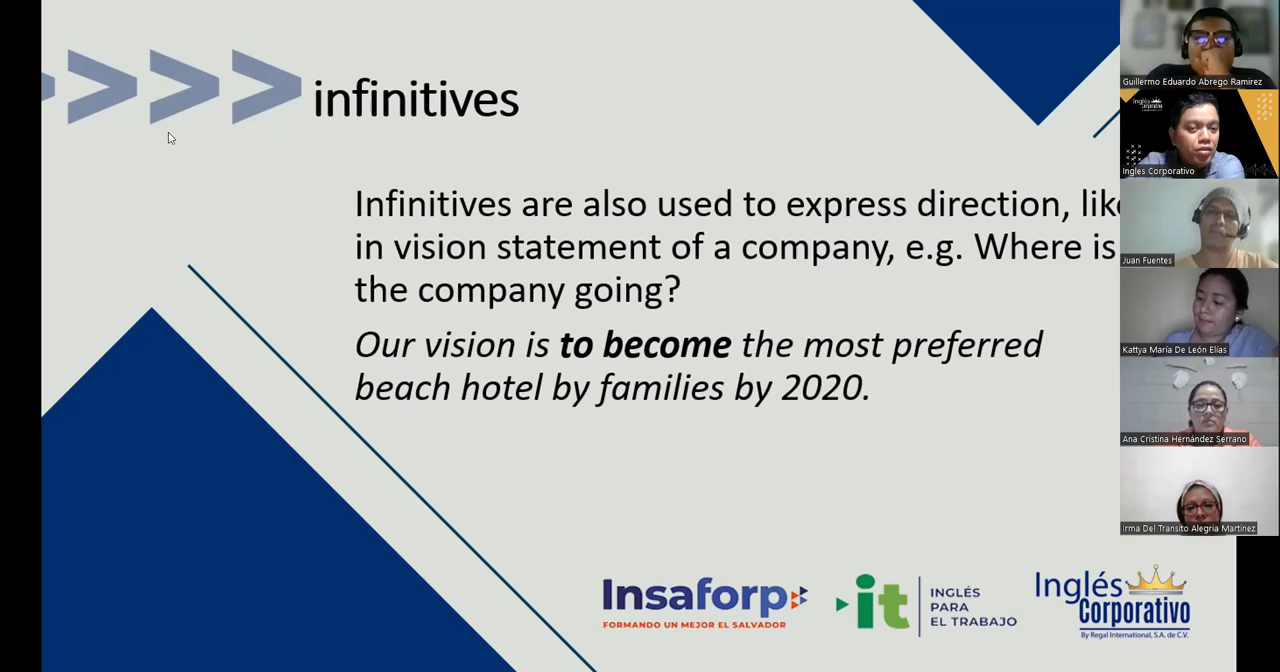 infinitives
Infinitives are also used to express direction, like
in vision statement of a company, e.g. Where is
the company going?
Our vision is to become the most preferred
beach hotel by families by 2020.
Insaforp
FORMANDO UN MEJOR EL SALVADOR
it
INGLÉS
PARA
EL TRABAJO
Inglés
Corporativo
By Regal International, S.A. de C.V.
Guillermo Eduardo Abrego Ramirez
Inglés
Corporativo
Ingles Corporativo
Juan Fuentes
Kattya María De León Elías
Ana Cristina Hernández Serrano
Irma Del Transito Alegria Martinez